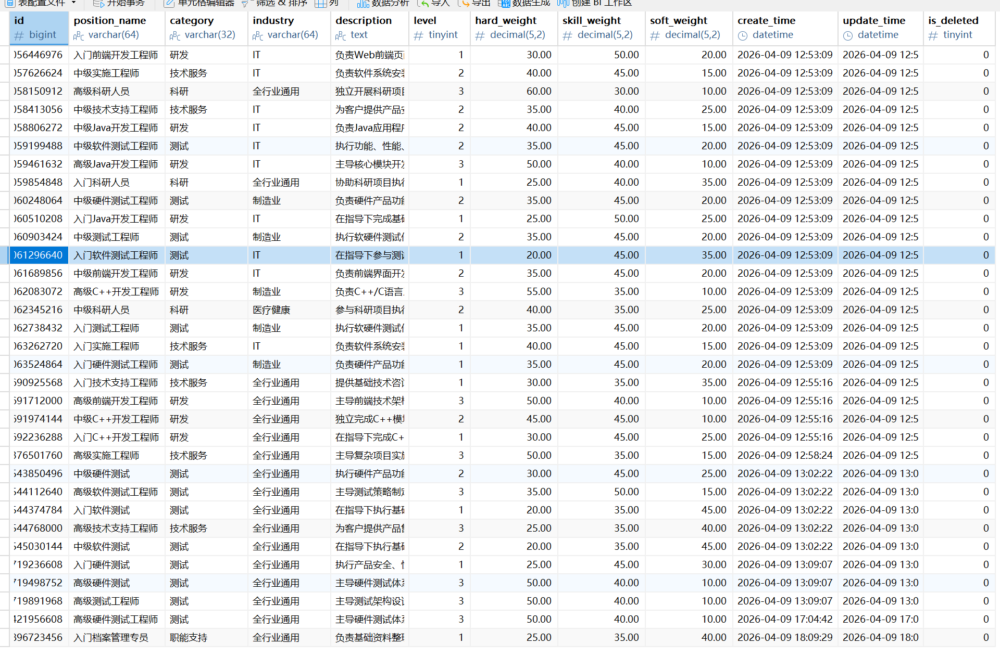 表配置文件 开始事务 单元格编辑器 筛选 & 排序 列 数据分析 导入 导出 数据生成 创建 BI 工作区
id position_name category industry description level hard_weight skill_weight soft_weight create_time update_time is_deleted
# bigint ABC varchar(64) ABC varchar(32) ABC varchar(64) ABC text # tinyint # decimal(5,2) # decimal(5,2) # decimal(5,2) datetime datetime # tinyint
056446976 入门前端开发工程师 研发 IT 负责Web前端页 1 30.00 50.00 20.00 2026-04-09 12:53:09 2026-04-09 12:5 0
057626624 中级实施工程师 技术服务 IT 负责软件系统安 2 40.00 45.00 15.00 2026-04-09 12:53:09 2026-04-09 12:5 0
058150912 高级科研人员 科研 全行业通用 独立开展科研项 3 60.00 30.00 10.00 2026-04-09 12:53:09 2026-04-09 12:5 0
058413056 中级技术支持工程师 技术服务 IT 为客户提供产品 2 35.00 40.00 25.00 2026-04-09 12:53:09 2026-04-09 12:5 0
058806272 中级Java开发工程师 研发 IT 负责Java应用程 2 40.00 45.00 15.00 2026-04-09 12:53:09 2026-04-09 12:5 0
059199488 中级软件测试工程师 测试 IT 执行功能、性能、 2 35.00 45.00 20.00 2026-04-09 12:53:09 2026-04-09 12:5 0
059461632 高级Java开发工程师 研发 IT 主导核心模块开 3 50.00 40.00 10.00 2026-04-09 12:53:09 2026-04-09 12:5 0
059854848 入门科研人员 科研 全行业通用 协助科研项目执 1 25.00 40.00 35.00 2026-04-09 12:53:09 2026-04-09 12:5 0
060248064 中级硬件测试工程师 测试 制造业 负责硬件产品功 2 35.00 45.00 20.00 2026-04-09 12:53:09 2026-04-09 12:5 0
060510208 入门Java开发工程师 研发 IT 在指导下完成基 1 25.00 50.00 25.00 2026-04-09 12:53:09 2026-04-09 12:5 0
060903424 中级测试工程师 测试 制造业 执行软硬件测试 2 35.00 45.00 20.00 2026-04-09 12:53:09 2026-04-09 12:5 0
061296640 入门软件测试工程师 测试 IT 在指导下参与测 1 20.00 45.00 35.00 2026-04-09 12:53:09 2026-04-09 12:5 0
061689856 中级前端开发工程师 研发 IT 负责前端界面开 2 35.00 45.00 20.00 2026-04-09 12:53:09 2026-04-09 12:5 0
062083072 高级C++开发工程师 研发 制造业 负责C++/C语言 3 55.00 35.00 10.00 2026-04-09 12:53:09 2026-04-09 12:5 0
062345216 中级科研人员 科研 医疗健康 参与科研项目执 2 40.00 35.00 25.00 2026-04-09 12:53:09 2026-04-09 12:5 0
062738432 入门测试工程师 测试 制造业 执行软硬件测试 1 35.00 45.00 20.00 2026-04-09 12:53:09 2026-04-09 12:5 0
063262720 入门实施工程师 技术服务 IT 负责软件系统安 1 40.00 45.00 15.00 2026-04-09 12:53:09 2026-04-09 12:5 0
063524864 入门硬件测试工程师 测试 制造业 负责硬件产品功 1 35.00 45.00 20.00 2026-04-09 12:53:09 2026-04-09 12:5 0
690925568 入门技术支持工程师 技术服务 全行业通用 提供基础技术咨 1 30.00 35.00 35.00 2026-04-09 12:55:16 2026-04-09 12:5 0
691712000 高级前端开发工程师 研发 全行业通用 主导前端技术架 3 50.00 40.00 10.00 2026-04-09 12:55:16 2026-04-09 12:5 0
691974144 中级C++开发工程师 研发 全行业通用 独立完成C++模 2 45.00 45.00 10.00 2026-04-09 12:55:16 2026-04-09 12:5 0
692236288 入门C++开发工程师 研发 全行业通用 在指导下完成C+ 1 30.00 45.00 25.00 2026-04-09 12:55:16 2026-04-09 12:5 0
376501760 高级实施工程师 技术服务 全行业通用 主导复杂项目实 3 50.00 35.00 15.00 2026-04-09 12:58:24 2026-04-09 12:5 0
543850496 中级硬件测试 测试 全行业通用 执行硬件产品功 2 30.00 45.00 25.00 2026-04-09 13:02:22 2026-04-09 13:0 0
544112640 高级软件测试工程师 测试 全行业通用 主导测试策略制 3 35.00 50.00 15.00 2026-04-09 13:02:22 2026-04-09 13:0 0
544374784 入门软件测试 测试 全行业通用 在指导下执行基 1 20.00 35.00 45.00 2026-04-09 13:02:22 2026-04-09 13:0 0
544768000 高级技术支持工程师 技术服务 全行业通用 为客户提供产品 3 25.00 35.00 40.00 2026-04-09 13:02:22 2026-04-09 13:0 0
545030144 中级软件测试 测试 全行业通用 在指导下执行基 2 20.00 35.00 45.00 2026-04-09 13:02:22 2026-04-09 13:0 0
719236608 入门硬件测试 测试 全行业通用 执行产品安全、 1 25.00 45.00 30.00 2026-04-09 13:09:07 2026-04-09 13:0 0
719498752 高级硬件测试 测试 全行业通用 主导硬件测试体 3 50.00 40.00 10.00 2026-04-09 13:09:07 2026-04-09 13:0 0
719891968 高级测试工程师 测试 全行业通用 主导测试架构设 3 50.00 40.00 10.00 2026-04-09 13:09:07 2026-04-09 13:0 0
421956608 高级硬件测试工程师 测试 全行业通用 主导硬件测试体 3 50.00 40.00 10.00 2026-04-09 17:04:42 2026-04-09 17:0 0
396723456 入门档案管理专员 职能支持 全行业通用 负责基础资料整 1 25.00 35.00 40.00 2026-04-09 18:09:29 2026-04-09 18:0 0